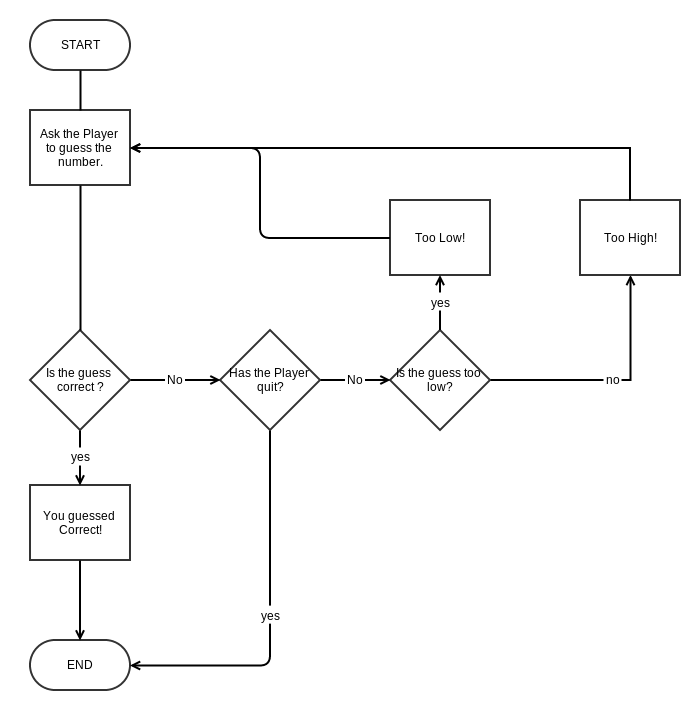 START
Ask the Player
to guess the
number.
Too Low!
Too High!
yes
Is the guess
correct ?
No
Has the Player
quit?
No
Is the guess too
low?
no
yes
You guessed
Correct!
yes
END